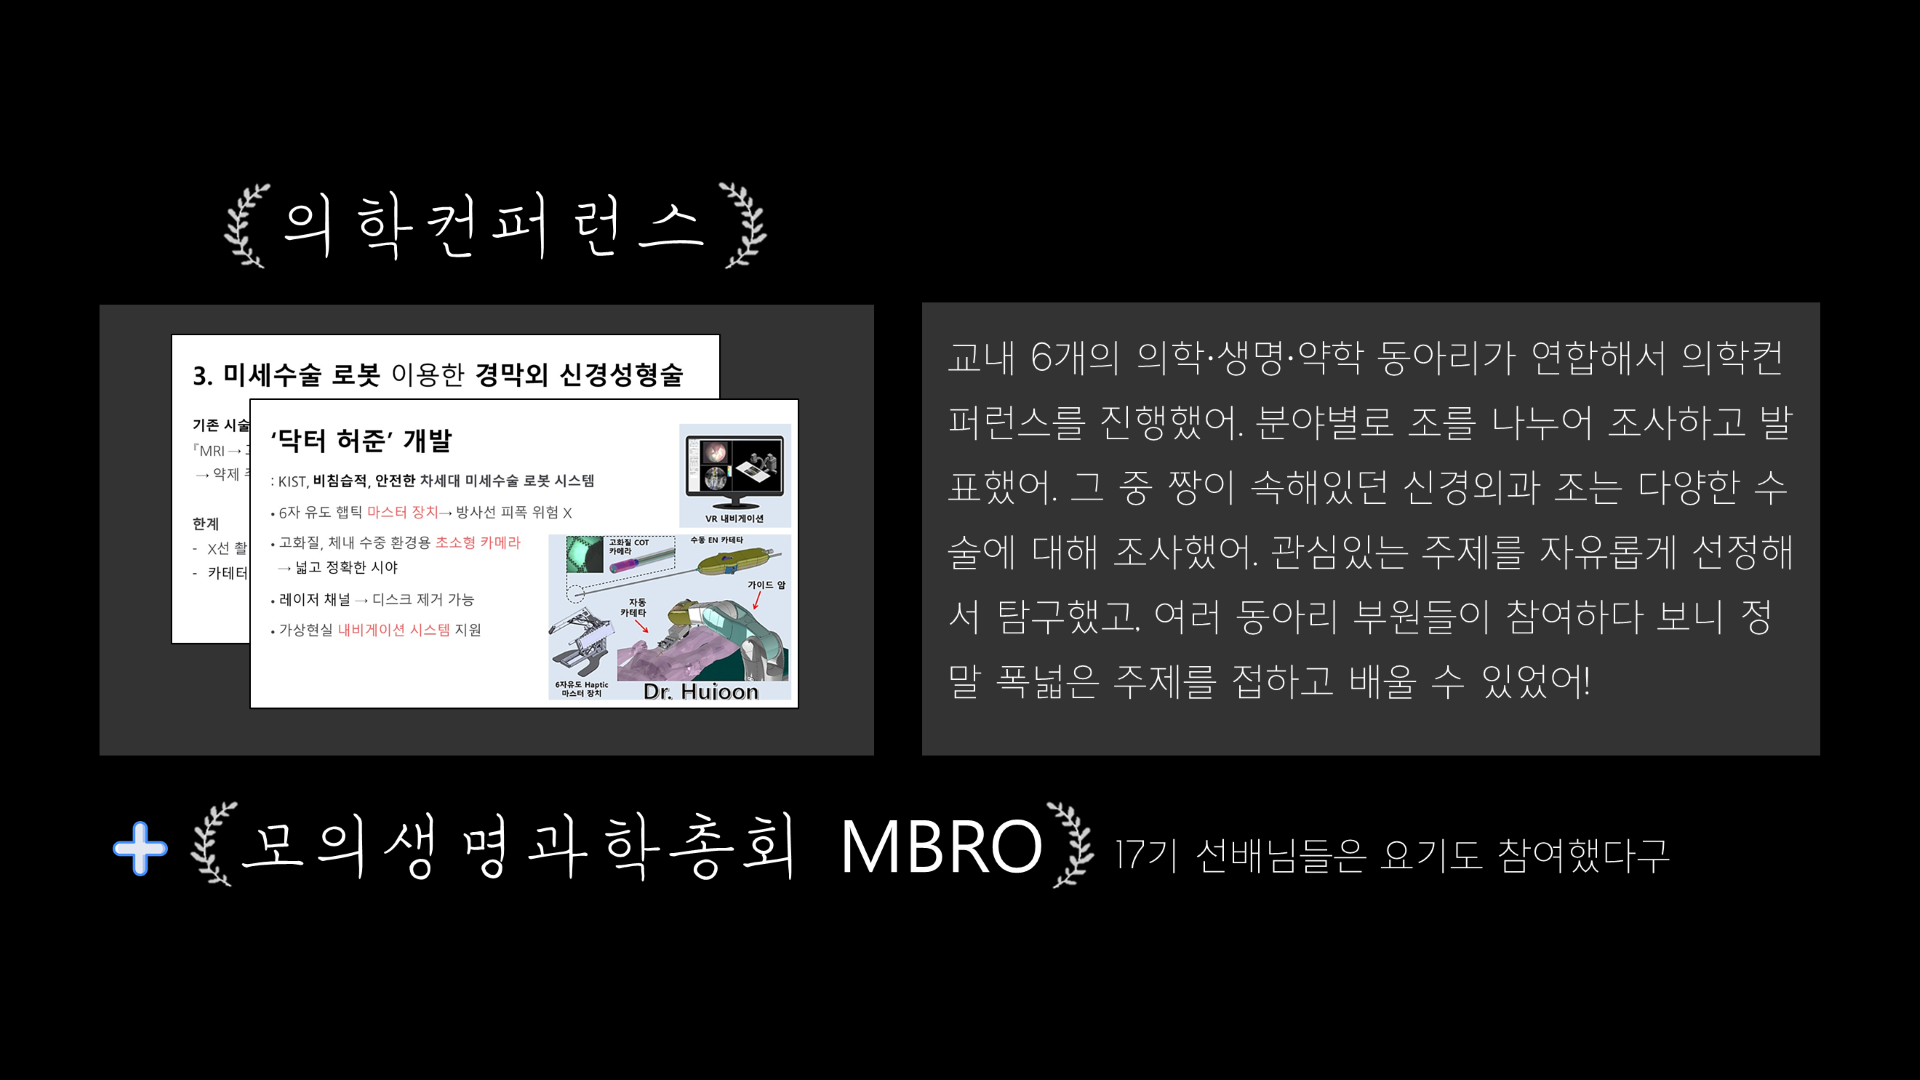 의학컨퍼런스
3. 미세수술 로봇 이용한 경막외 신경성형술
기존 시술
『MRI →
→ 약제
한계
- X선 촬
- 카테터
‘닥터 허준’ 개발
: KIST, 비침습적, 안전한 차세대 미세수술 로봇 시스템
• 6자 유도 햅틱 마스터 장치→ 방사선 피폭 위험 X
• 고화질, 체내 수중 환경용 초소형 카메라
→ 넓고 정확한 시야
• 레이저 채널 → 디스크 제거 가능
• 가상현실 내비게이션 시스템 지원
VR 내비게이션
고화질 COT
카메라
수동 EN 카테타
가이드 암
자동
카테타
6자유도 Haptic
마스터 장치
Dr. Hujoon
교내 6개의 의학·생명·약학 동아리가 연합해서 의학컨
퍼런스를 진행했어. 분야별로 조를 나누어 조사하고 발
표했어. 그 중 짱이 속해있던 신경외과 조는 다양한 수
술에 대해 조사했어. 관심있는 주제를 자유롭게 선정해
서 탐구했고, 여러 동아리 부원들이 참여하다 보니 정
말 폭넓은 주제를 접하고 배울 수 있었어!
모의생명과학총회 MBRO
17기 선배님들은 요기도 참여했다구